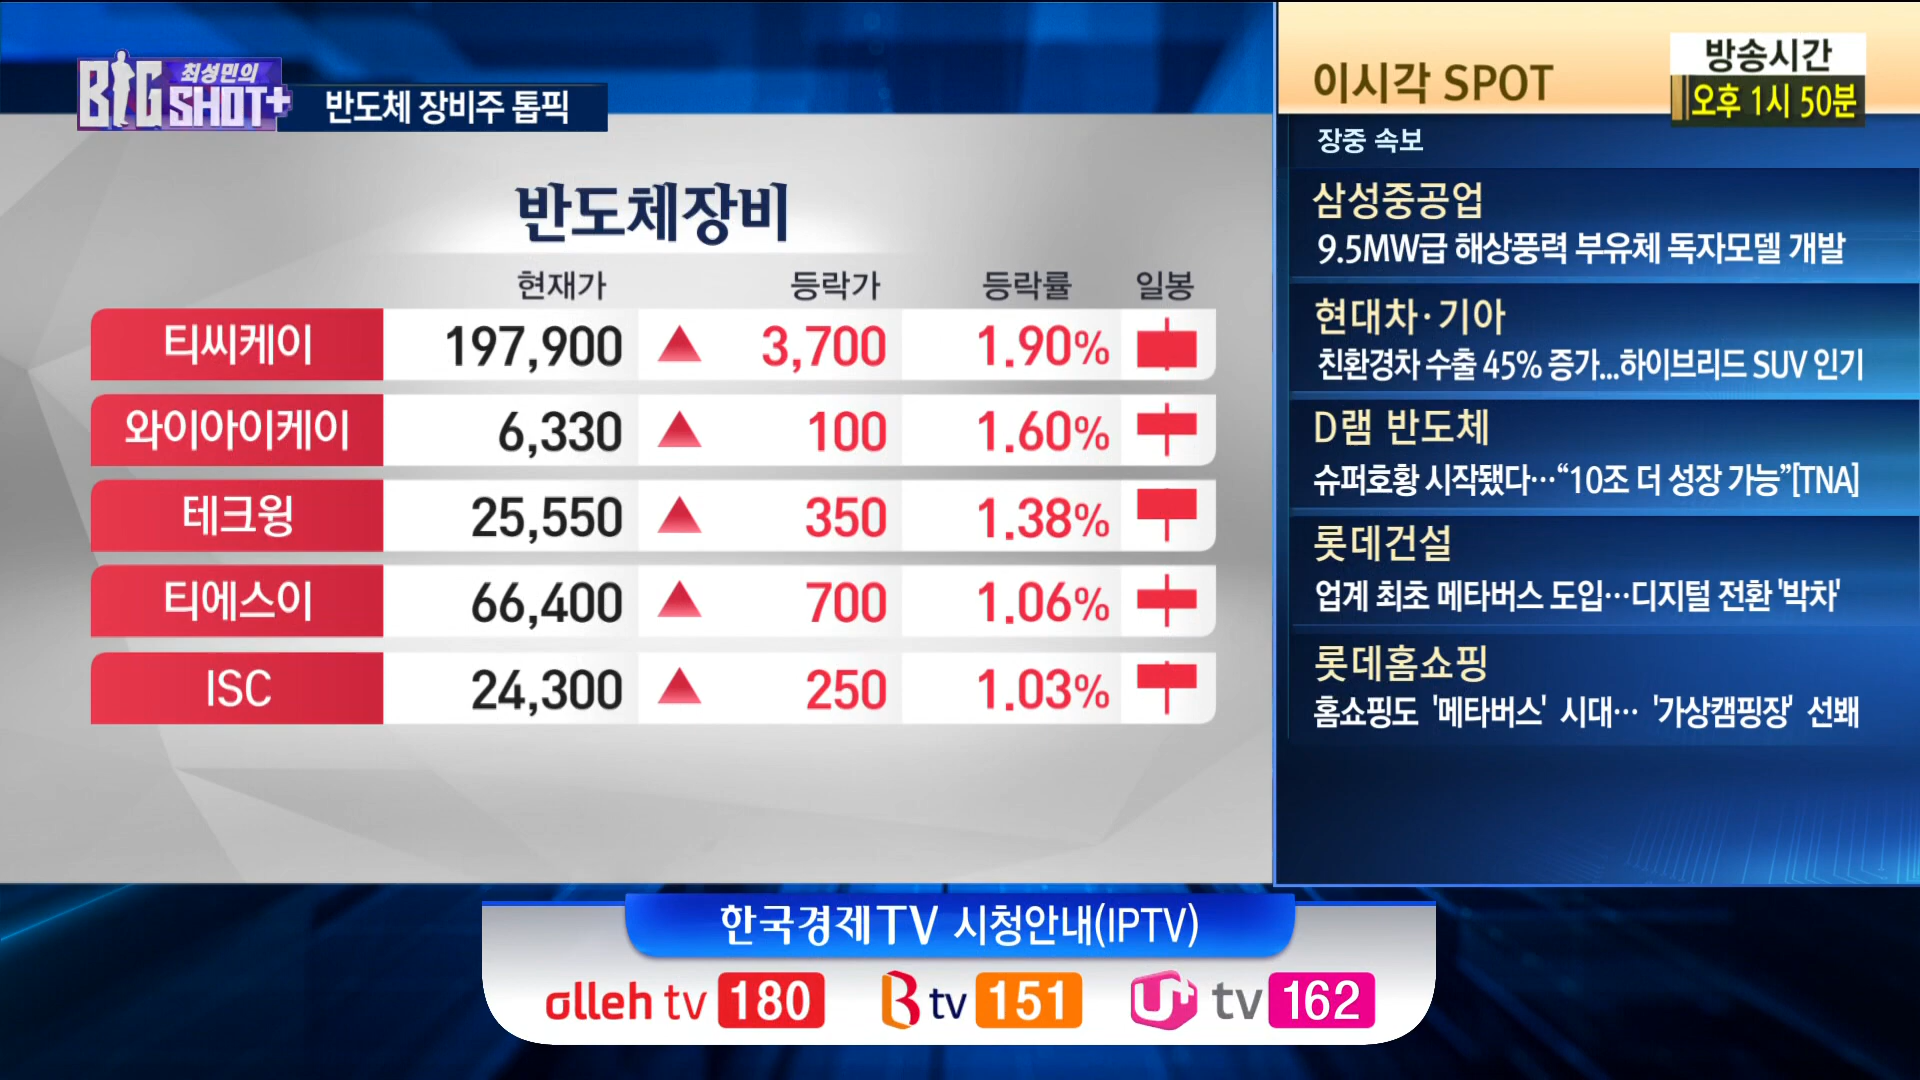 BIG 최성민의 SHOT+
반도체 장비주 톱픽
반도체장비
현재가 등락가 등락률 일봉
티씨케이 197,900 ▲ 3,700 1.90%
와이아이케이 6,330 ▲ 100 1.60%
테크윙 25,550 ▲ 350 1.38%
티에스이 66,400 ▲ 700 1.06%
ISC 24,300 ▲ 250 1.03%
이시각 SPOT
방송시간
오후 1시 50분
장중 속보
삼성중공업
9.5MW급 해상풍력 부유체 독자모델 개발
현대차·기아
친환경차 수출 45% 증가...하이브리드 SUV 인기
D램 반도체
슈퍼호황 시작됐다…“10조 더 성장 가능”[TNA]
롯데건설
업계 최초 메타버스 도입…디지털 전환 '박차'
롯데홈쇼핑
홈쇼핑도 '메타버스' 시대… '가상캠핑장' 선봬
한국경제TV 시청안내(IPTV)
olleh tv 180 B tv 151 U+ tv 162